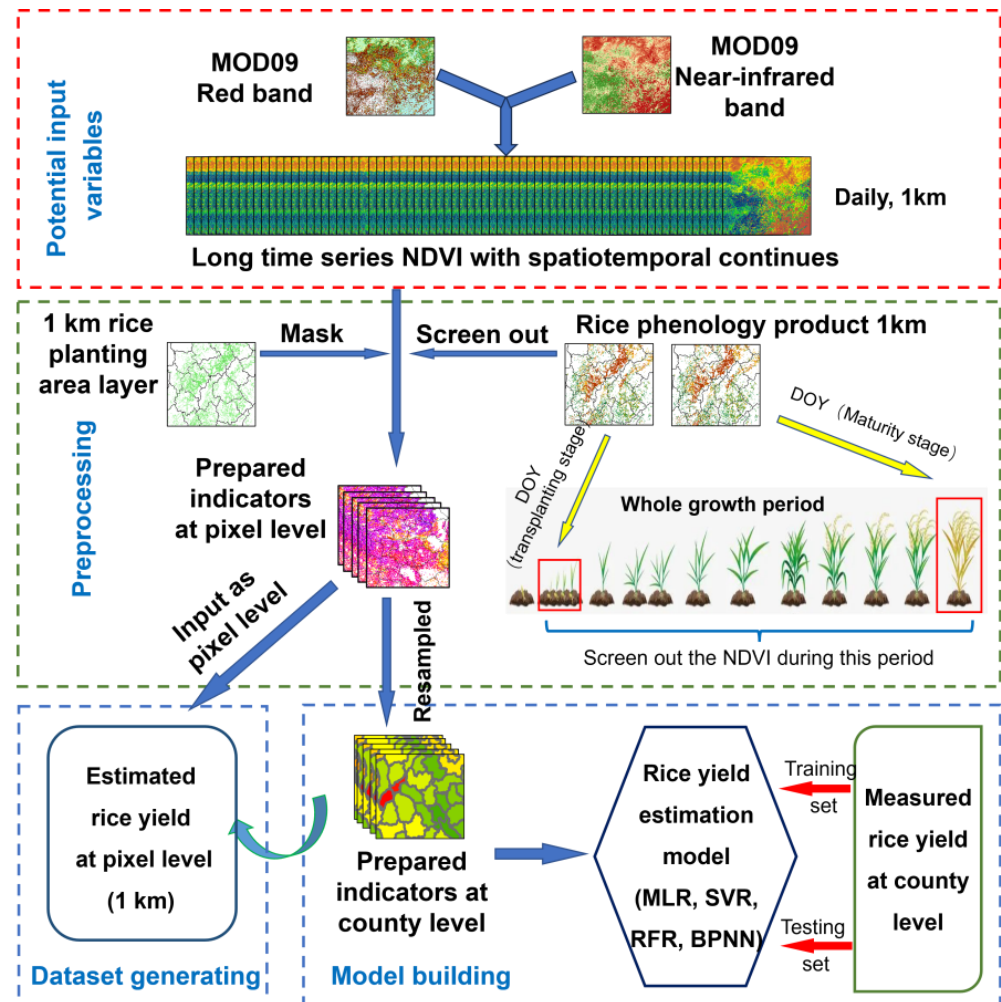 MOD09
Red band
MOD09
Near-infrared
band
Potential input
variables
Daily, 1km
Long time series NDVI with spatiotemporal continues
1 km rice
planting
area layer
Mask
Screen out
Rice phenology product 1km
DOY
(transplanting stage)
DOY（Maturity stage）
Preprocessing
Prepared
indicators
at pixel level
Whole growth period
Screen out the NDVI during this period
Input as
pixel level
Resampled
Estimated
rice yield
at pixel level
(1 km)
Dataset generating
Prepared
indicators at
county level
Model building
Rice yield
estimation
model
(MLR, SVR,
RFR, BPNN)
Training
set
Testing
set
Measured
rice yield
at county
level